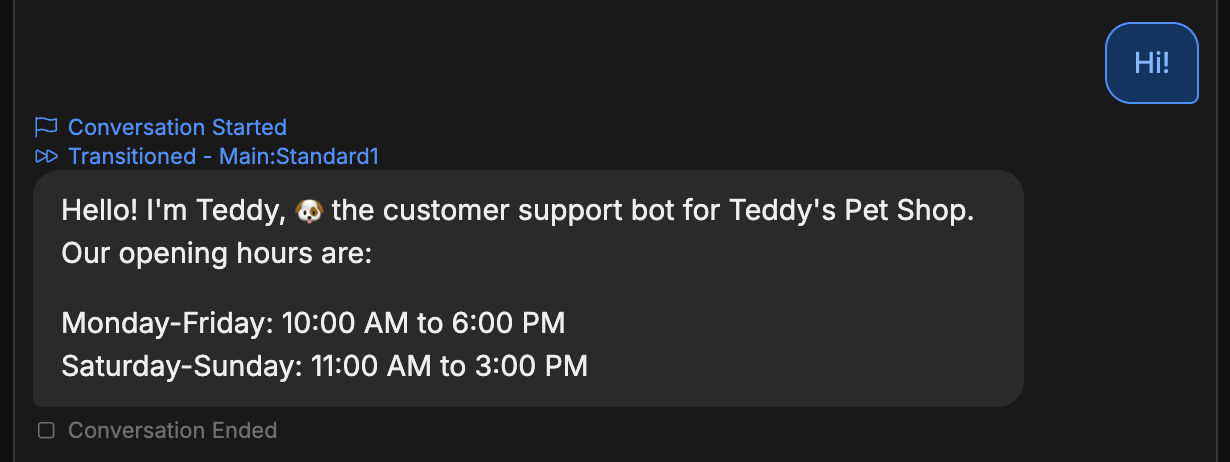 Hi!
Conversation Started
Transitioned - Main:Standard1
Hello! I'm Teddy, 🐶 the customer support bot for Teddy's Pet Shop.
Our opening hours are:
Monday-Friday: 10:00 AM to 6:00 PM
Saturday-Sunday: 11:00 AM to 3:00 PM
Conversation Ended